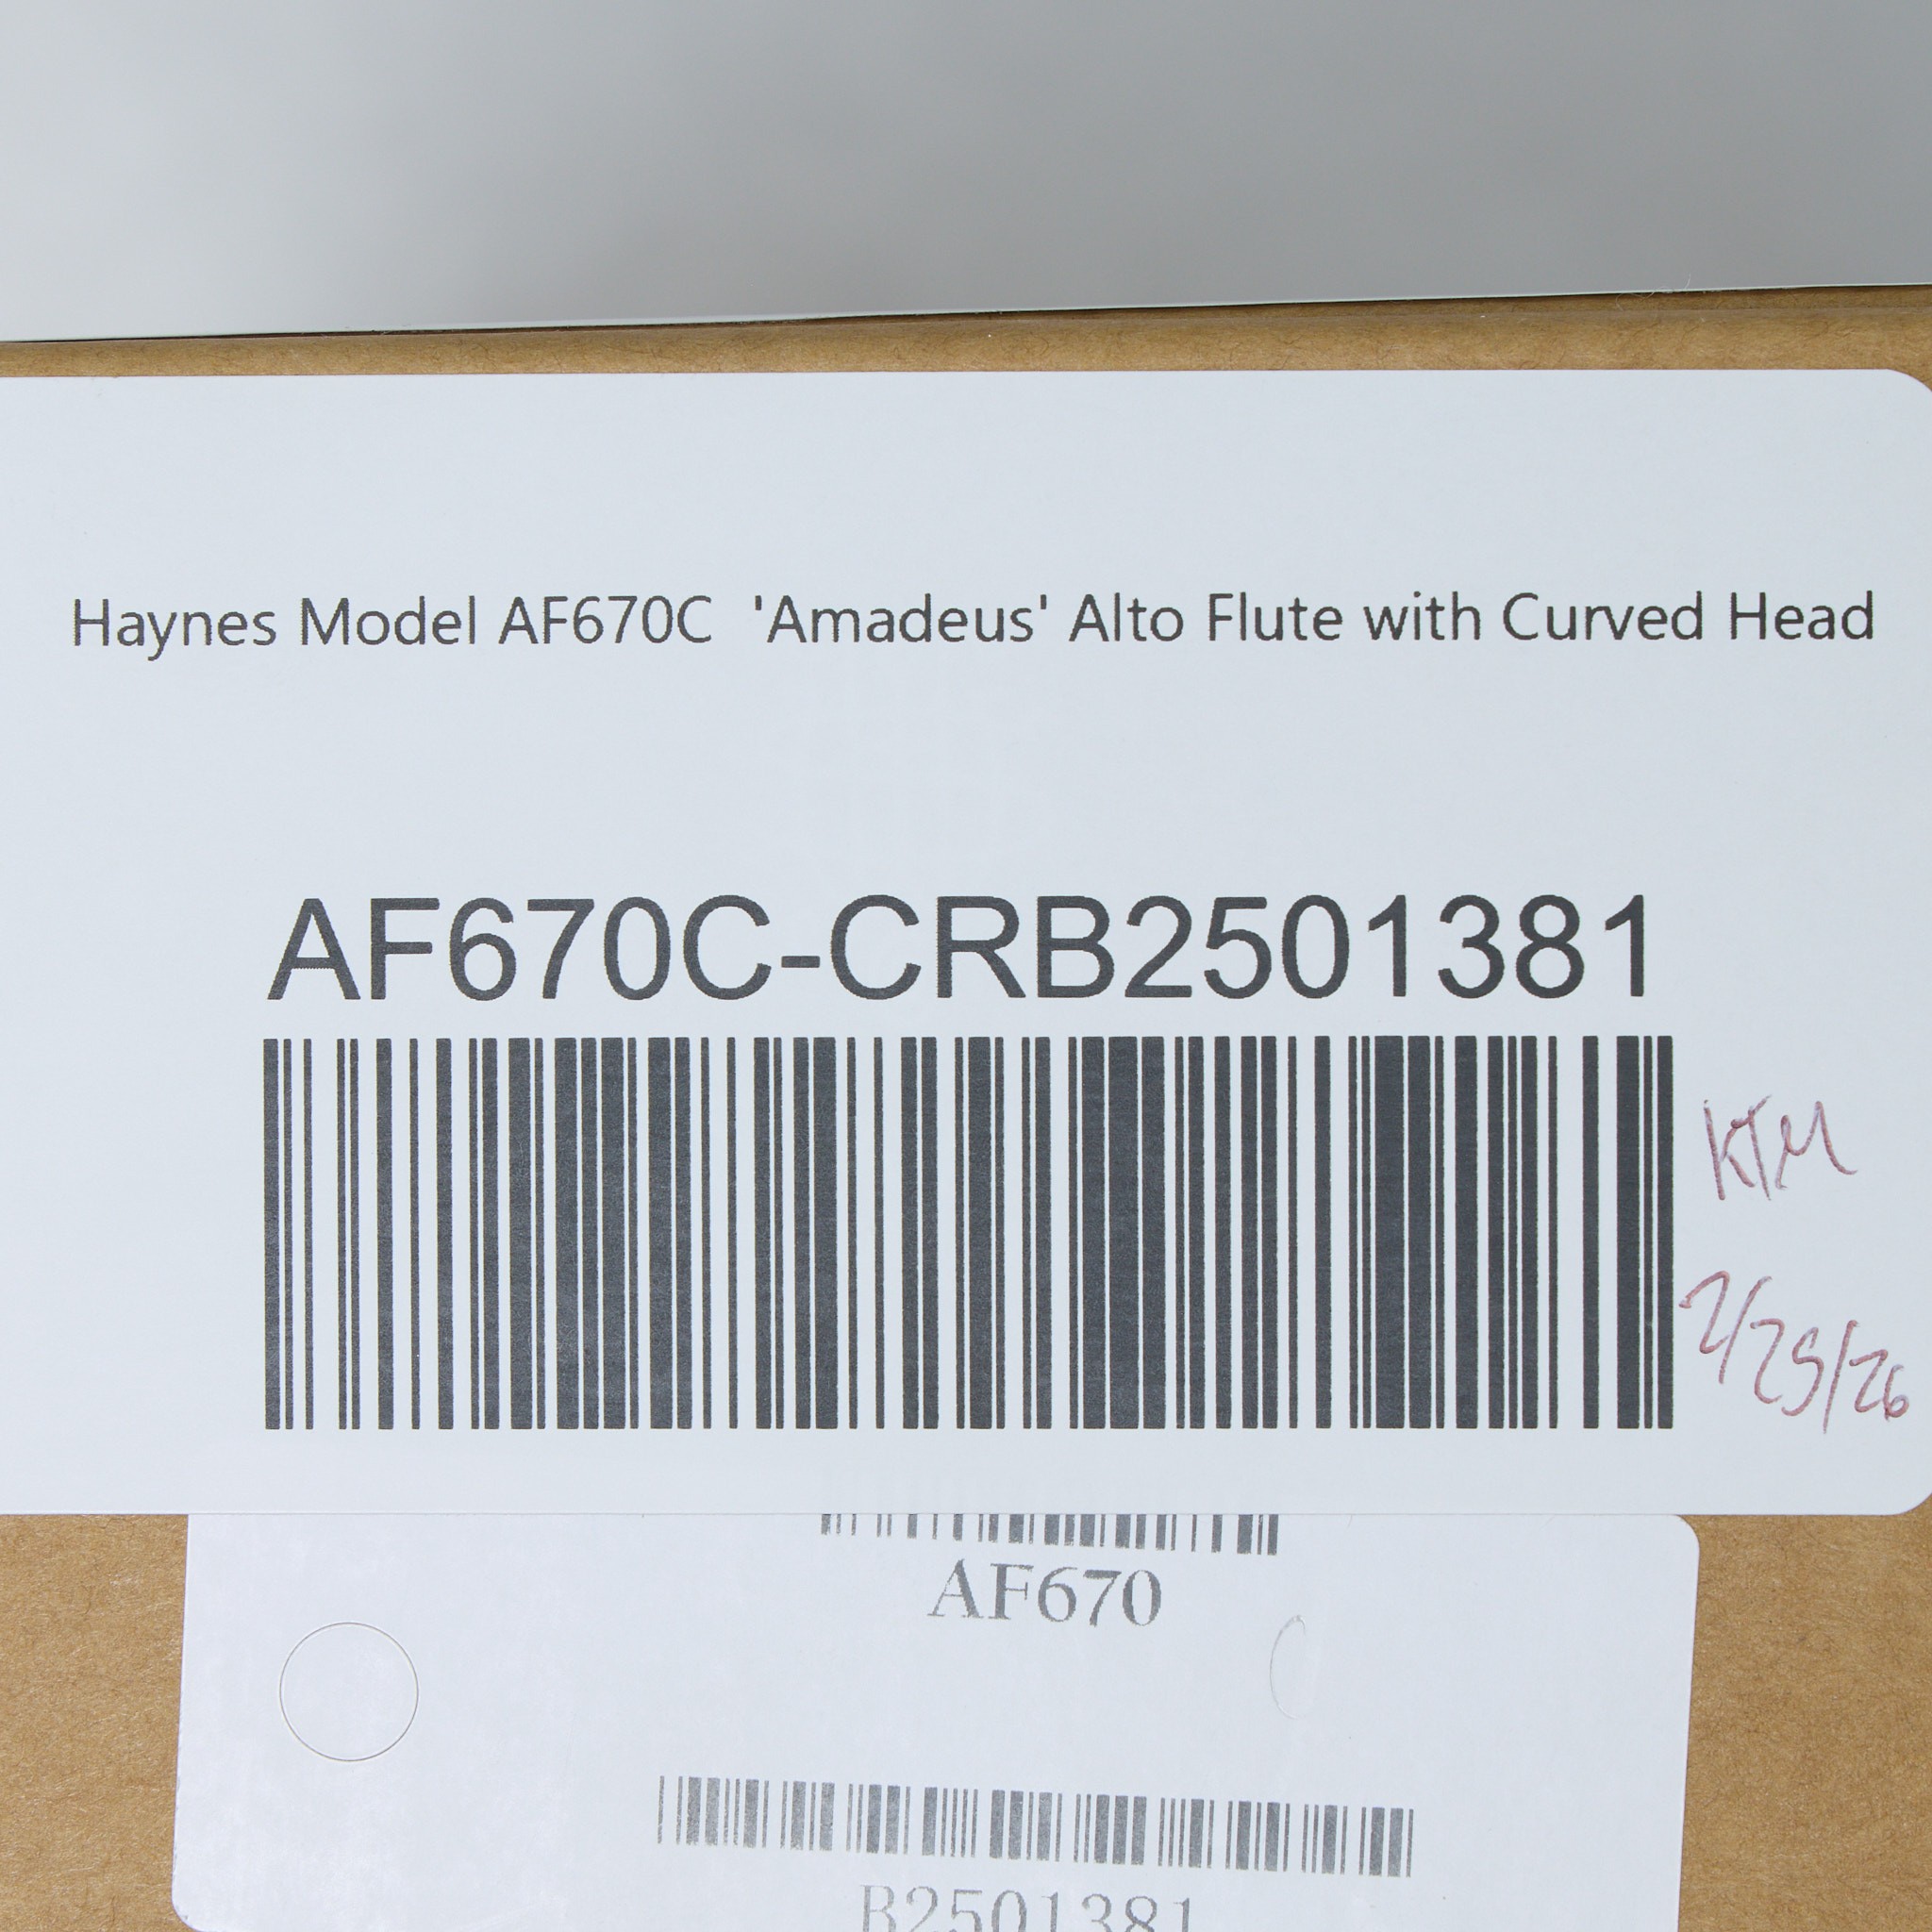 Haynes Model AF670C  'Amadeus' Alto Flute with Curved Head
AF670C-CRB2501381
KTM
2/25/26
AF670
B2501381